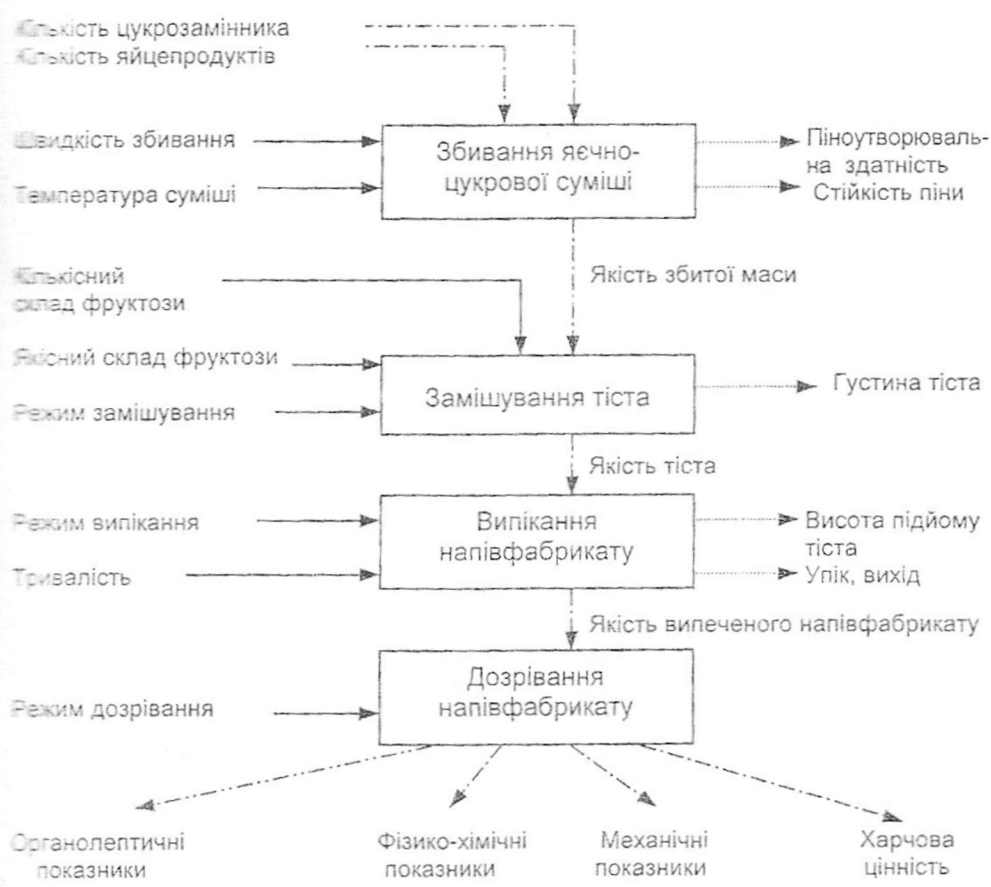 Кількість цукрозамінника
Кількість яйцепродуктів
Швидкість збивання
Температура суміші
Збивання яєчно-
цукрової суміші
Піноутворюваль-
на здатність
Стійкість піни
Якість збитої маси
Кількісний
склад фруктози
Якісний склад фруктози
Режим замішування
Замішування тіста
Густина тіста
Якість тіста
Режим випікання
Тривалість
Випікання
напівфабрикату
Висота підйому
тіста
Упік, вихід
Якість випеченого напівфабрикату
Режим дозрівання
Дозрівання
напівфабрикату
Органолептичні
показники
Фізико-хімічні
показники
Механічні
показники
Харчова
цінність